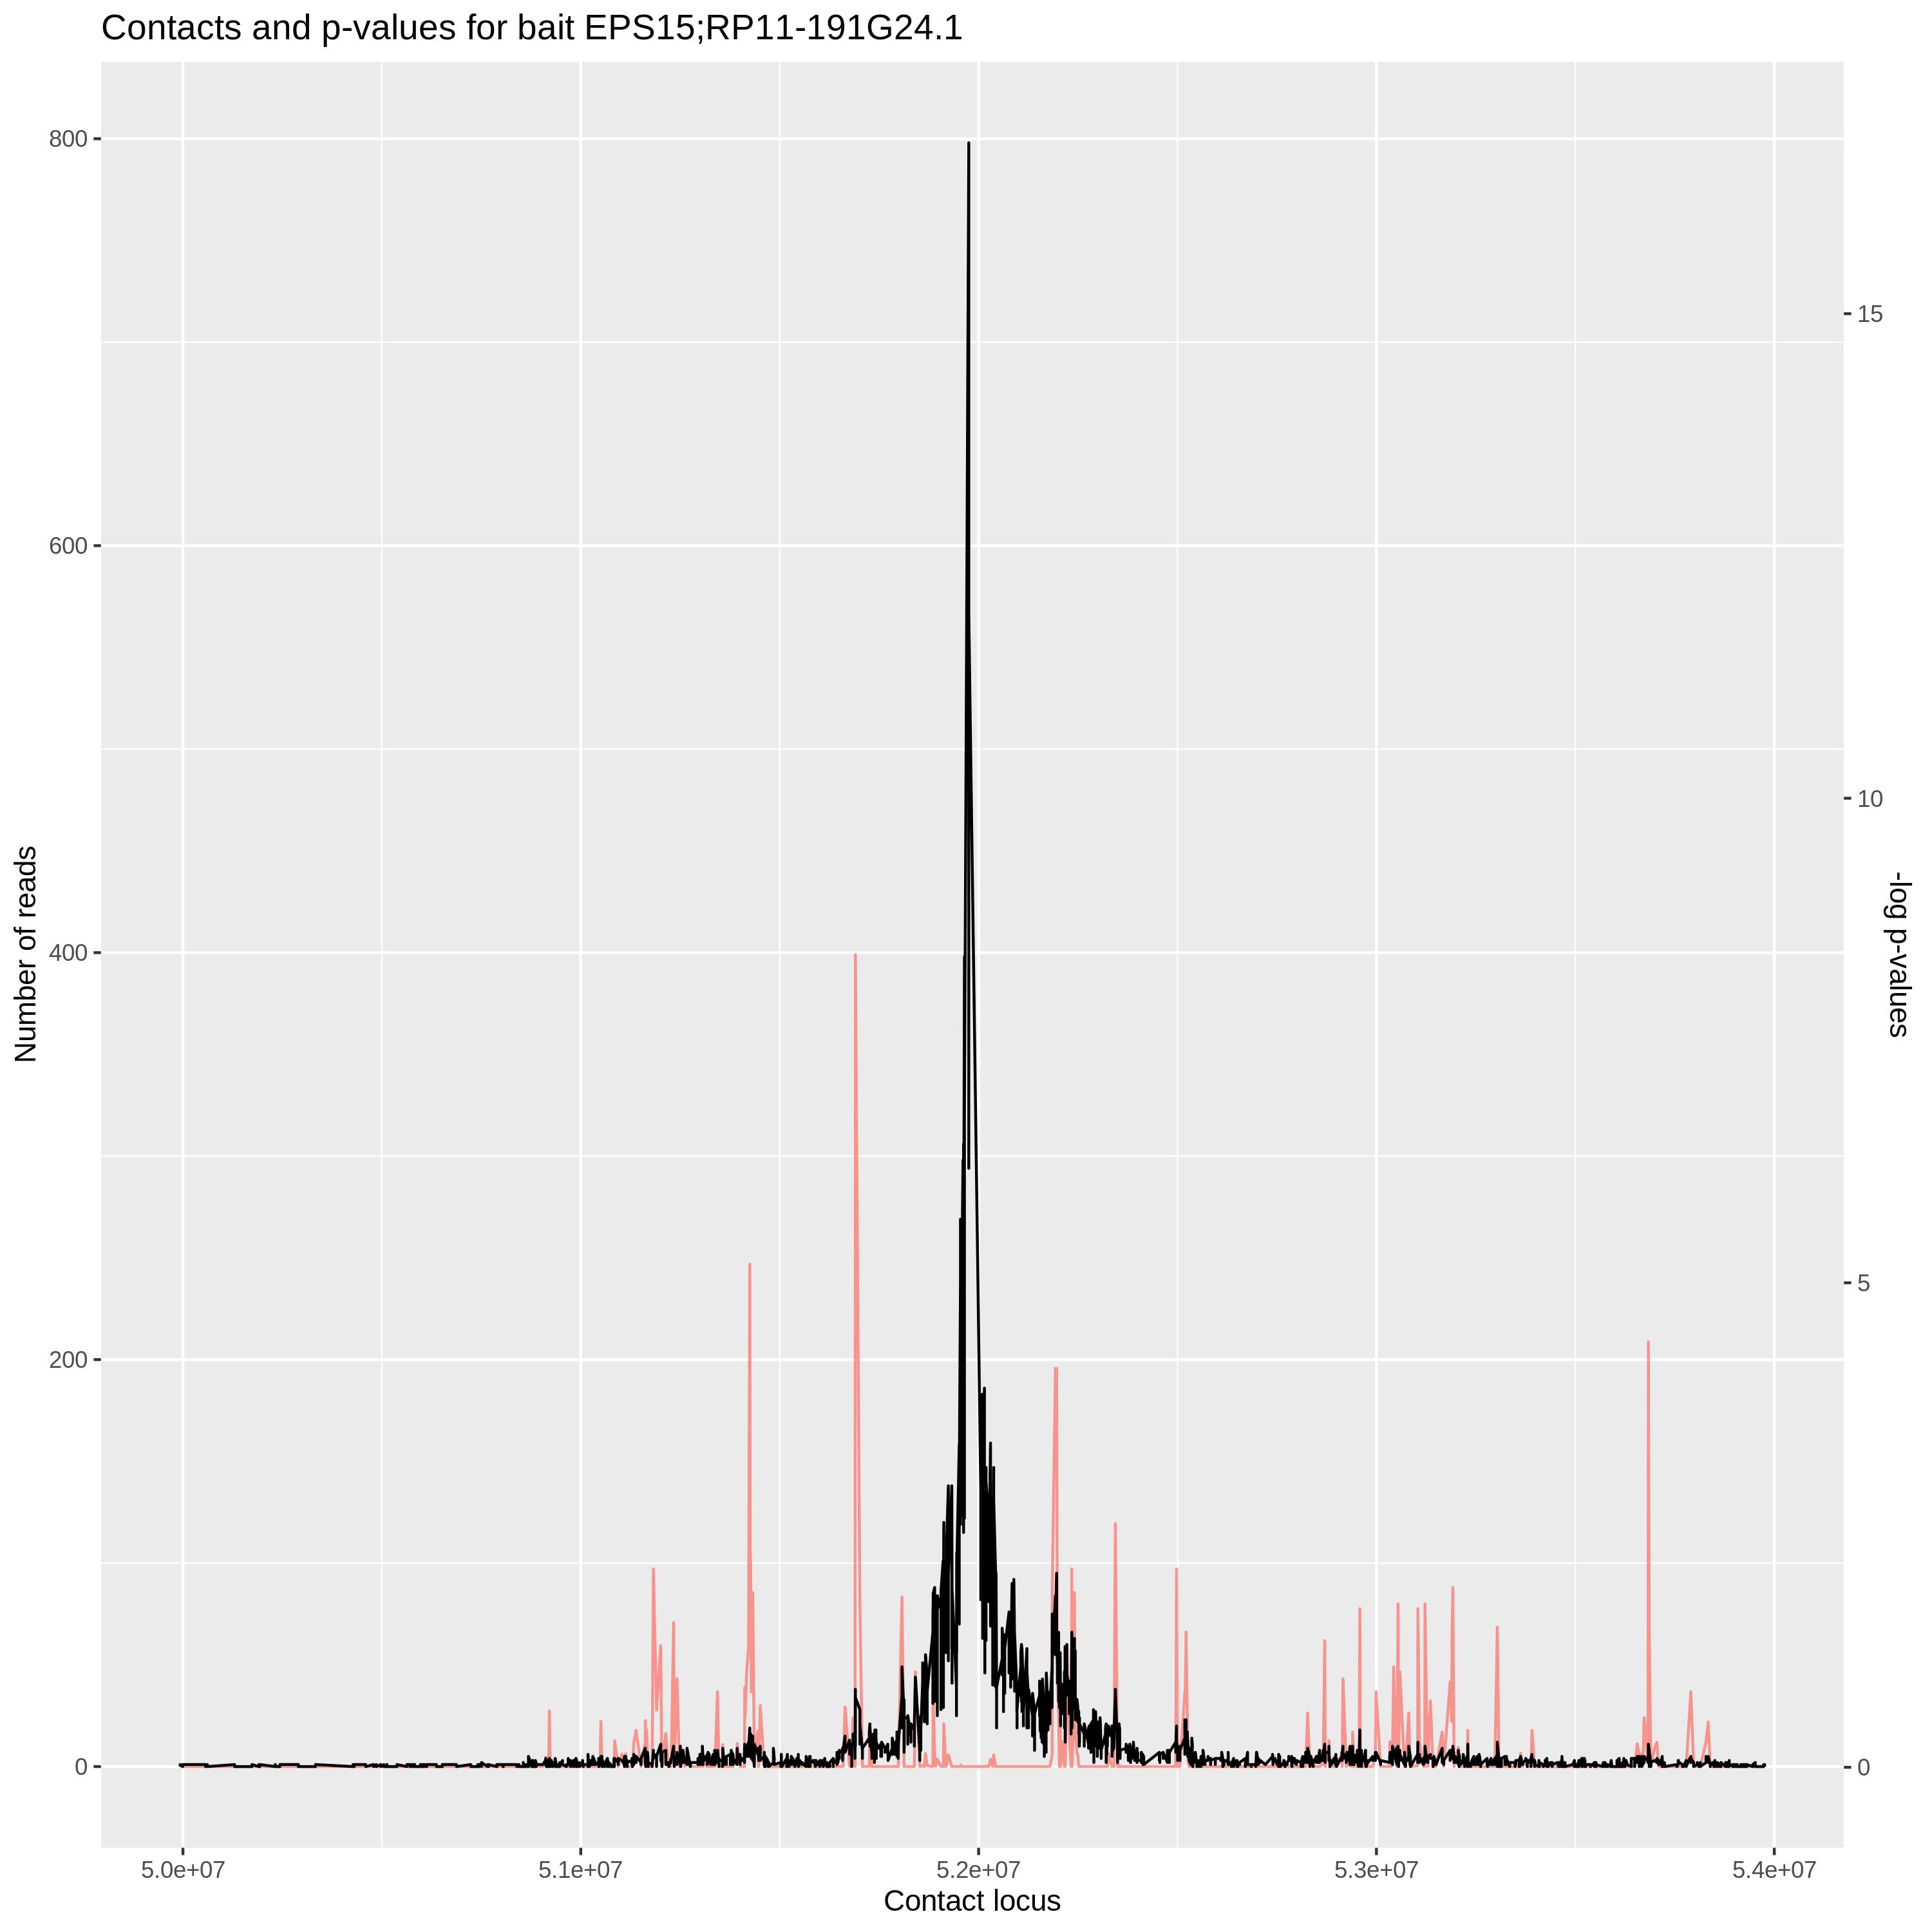 Contacts and p-values for bait EPS15;RP11-191G24.1
800
600
400
200
0
Number of reads
15
10
5
0
-log p-values
5.0e+07
5.1e+07
5.2e+07
5.3e+07
5.4e+07
Contact locus